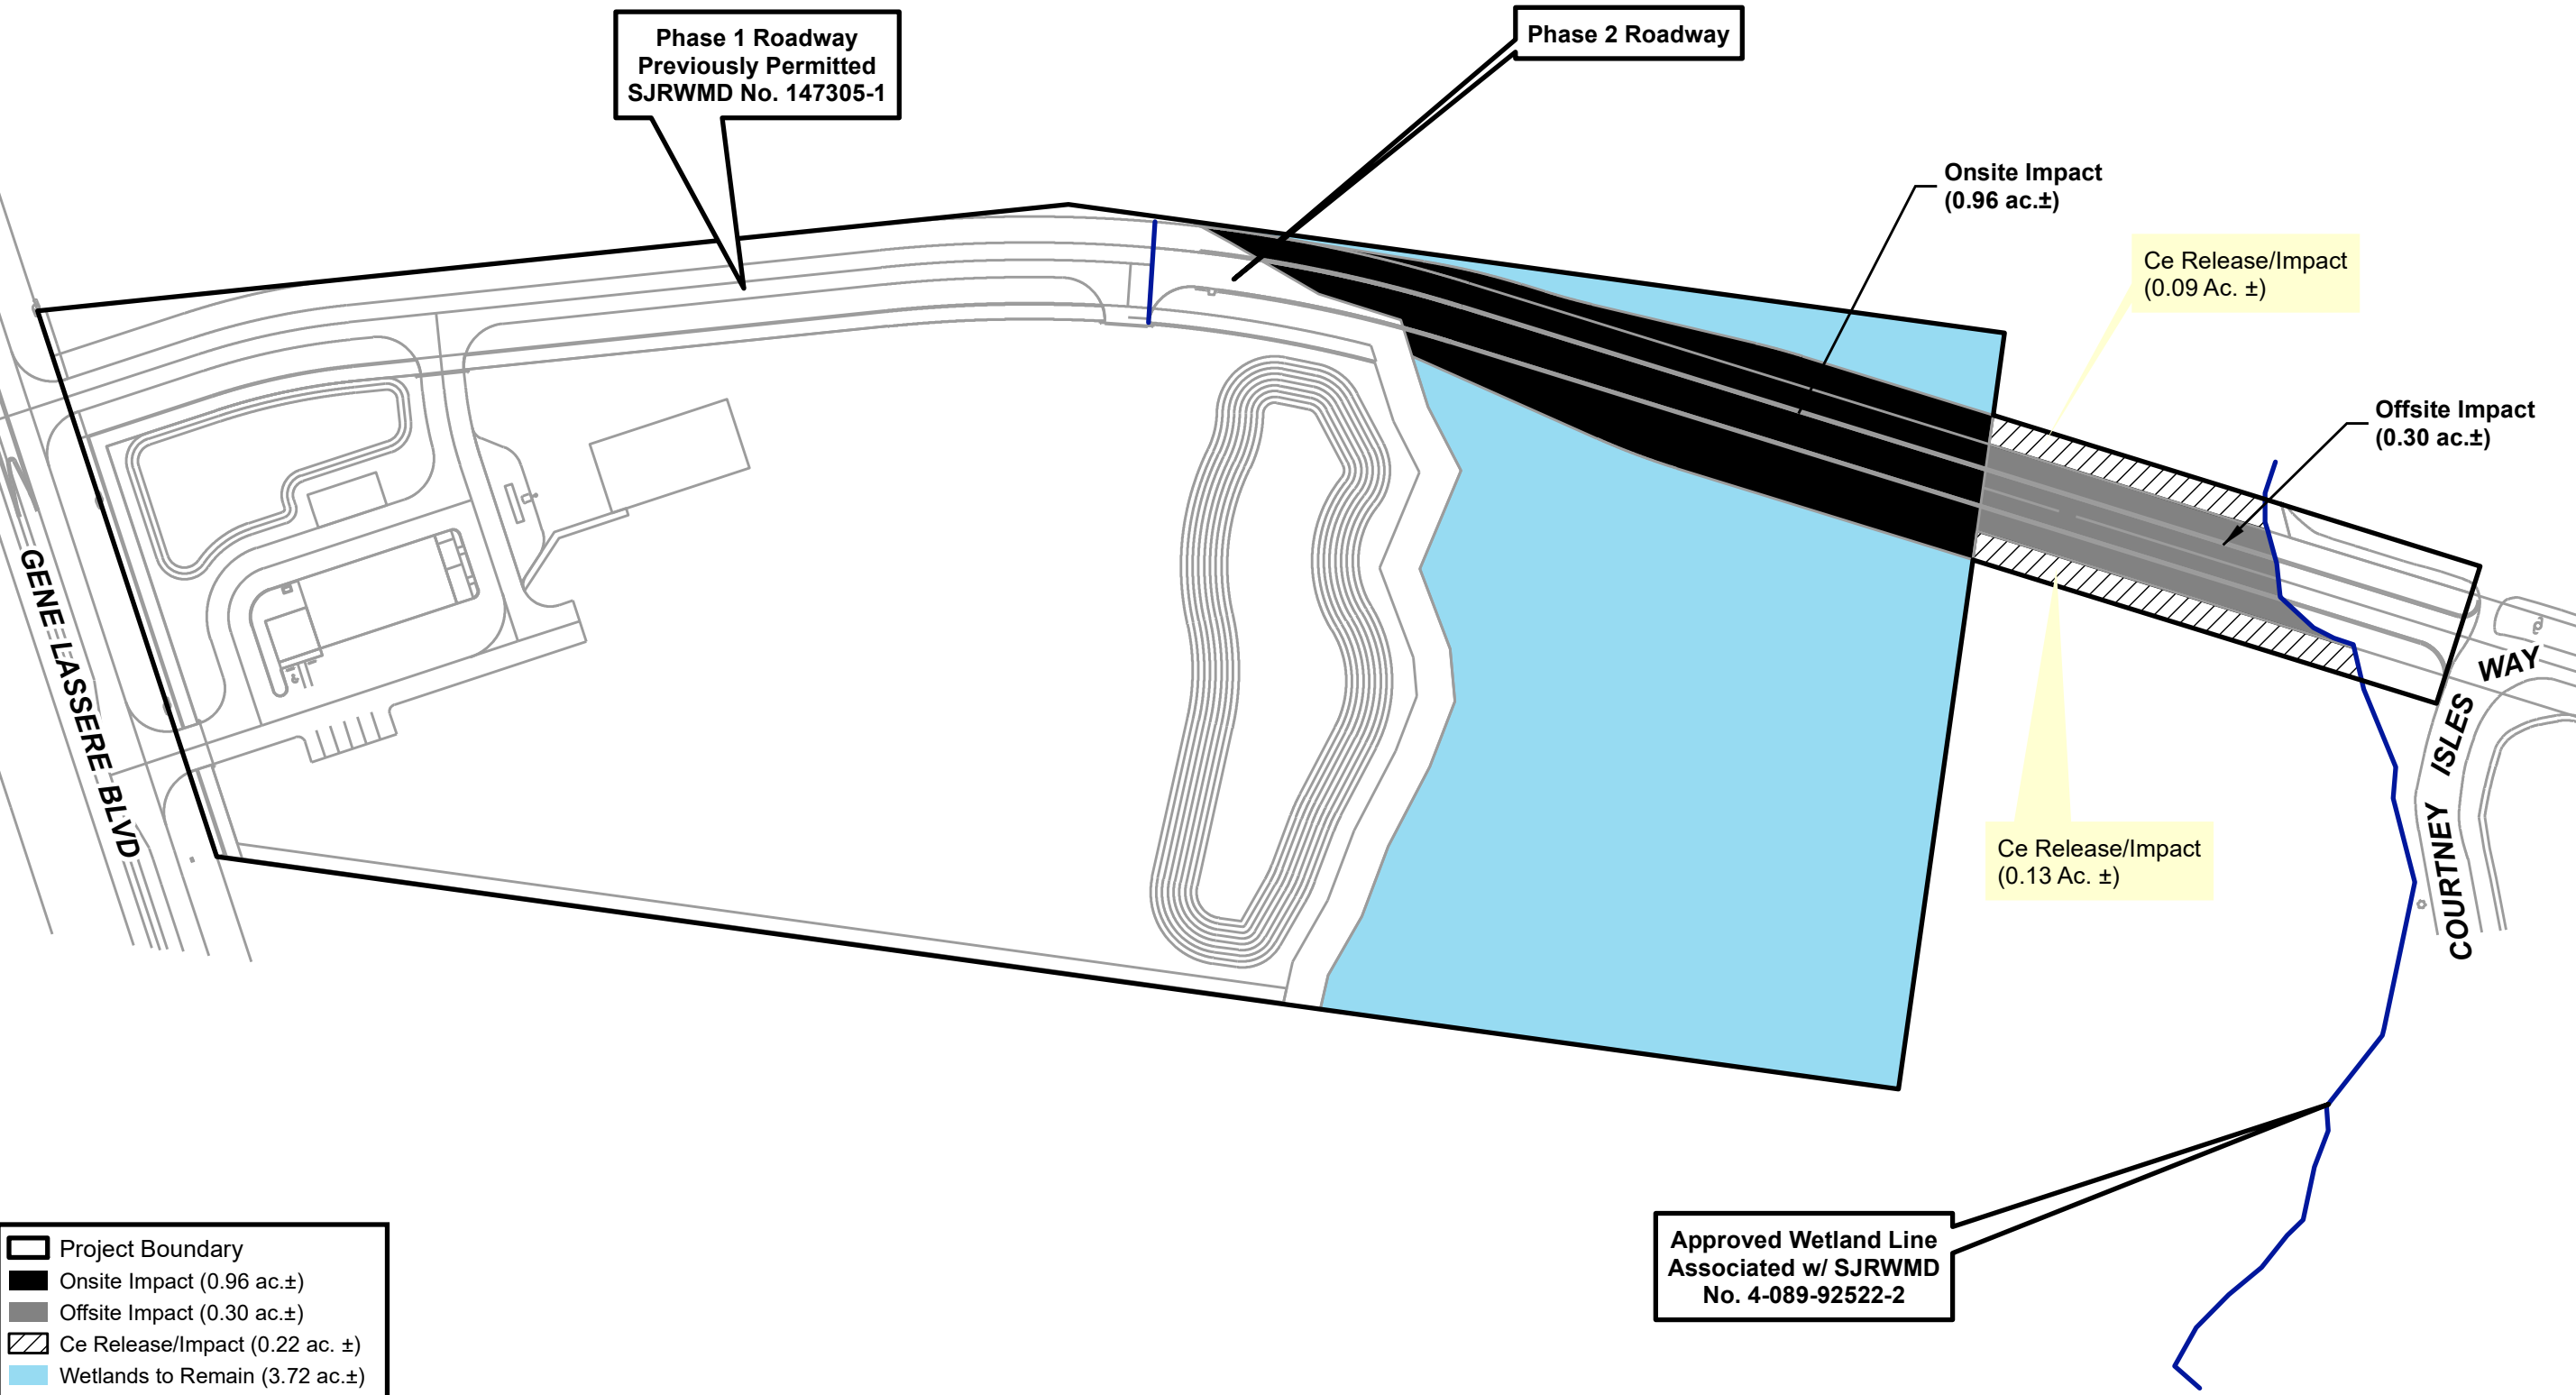 Phase 1 Roadway
Previously Permitted
SJRWMD No. 147305-1
Phase 2 Roadway
Onsite Impact
(0.96 ac.±)
Ce Release/Impact
(0.09 Ac. ±)
Offsite Impact
(0.30 ac.±)
GENE LASSERE BLVD
COURTNEY ISLES WAY
Ce Release/Impact
(0.13 Ac. ±)
Approved Wetland Line
Associated w/ SJRWMD
No. 4-089-92522-2
Project Boundary
Onsite Impact (0.96 ac.±)
Offsite Impact (0.30 ac.±)
Ce Release/Impact (0.22 ac. ±)
Wetlands to Remain (3.72 ac.±)